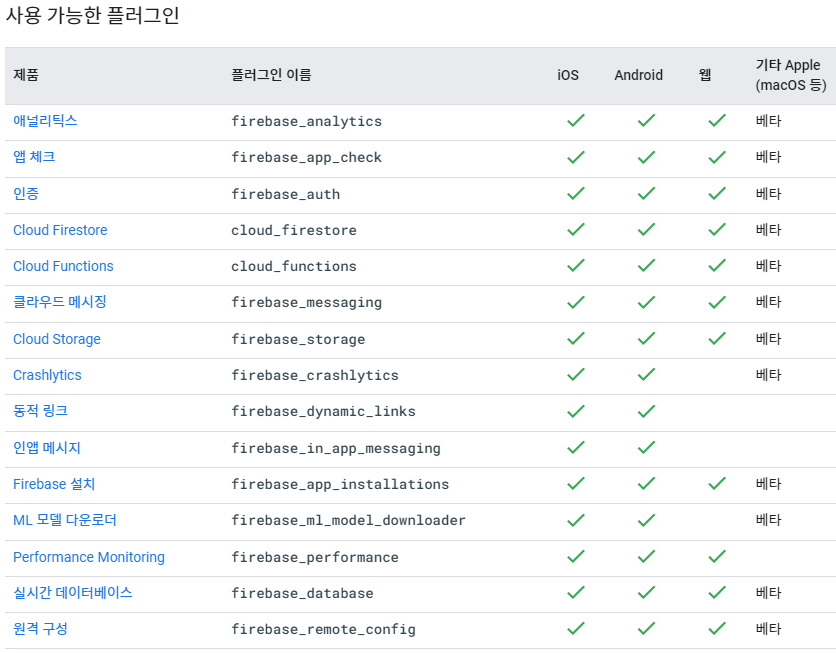 사용 가능한 플러그인
제품 플러그인 이름 iOS Android 웹 기타 Apple (macOS 등)
애널리틱스 firebase_analytics ✓ ✓ ✓ 베타
앱 체크 firebase_app_check ✓ ✓ ✓ 베타
인증 firebase_auth ✓ ✓ ✓ 베타
Cloud Firestore cloud_firestore ✓ ✓ ✓ 베타
Cloud Functions cloud_functions ✓ ✓ ✓ 베타
클라우드 메시징 firebase_messaging ✓ ✓ ✓ 베타
Cloud Storage firebase_storage ✓ ✓ ✓ 베타
Crashlytics firebase_crashlytics ✓ ✓ 베타
동적 링크 firebase_dynamic_links ✓ ✓
인앱 메시지 firebase_in_app_messaging ✓ ✓
Firebase 설치 firebase_app_installations ✓ ✓ ✓ 베타
ML 모델 다운로더 firebase_ml_model_downloader ✓ ✓ 베타
Performance Monitoring firebase_performance ✓ ✓ ✓
실시간 데이터베이스 firebase_database ✓ ✓ ✓ 베타
원격 구성 firebase_remote_config ✓ ✓ ✓ 베타